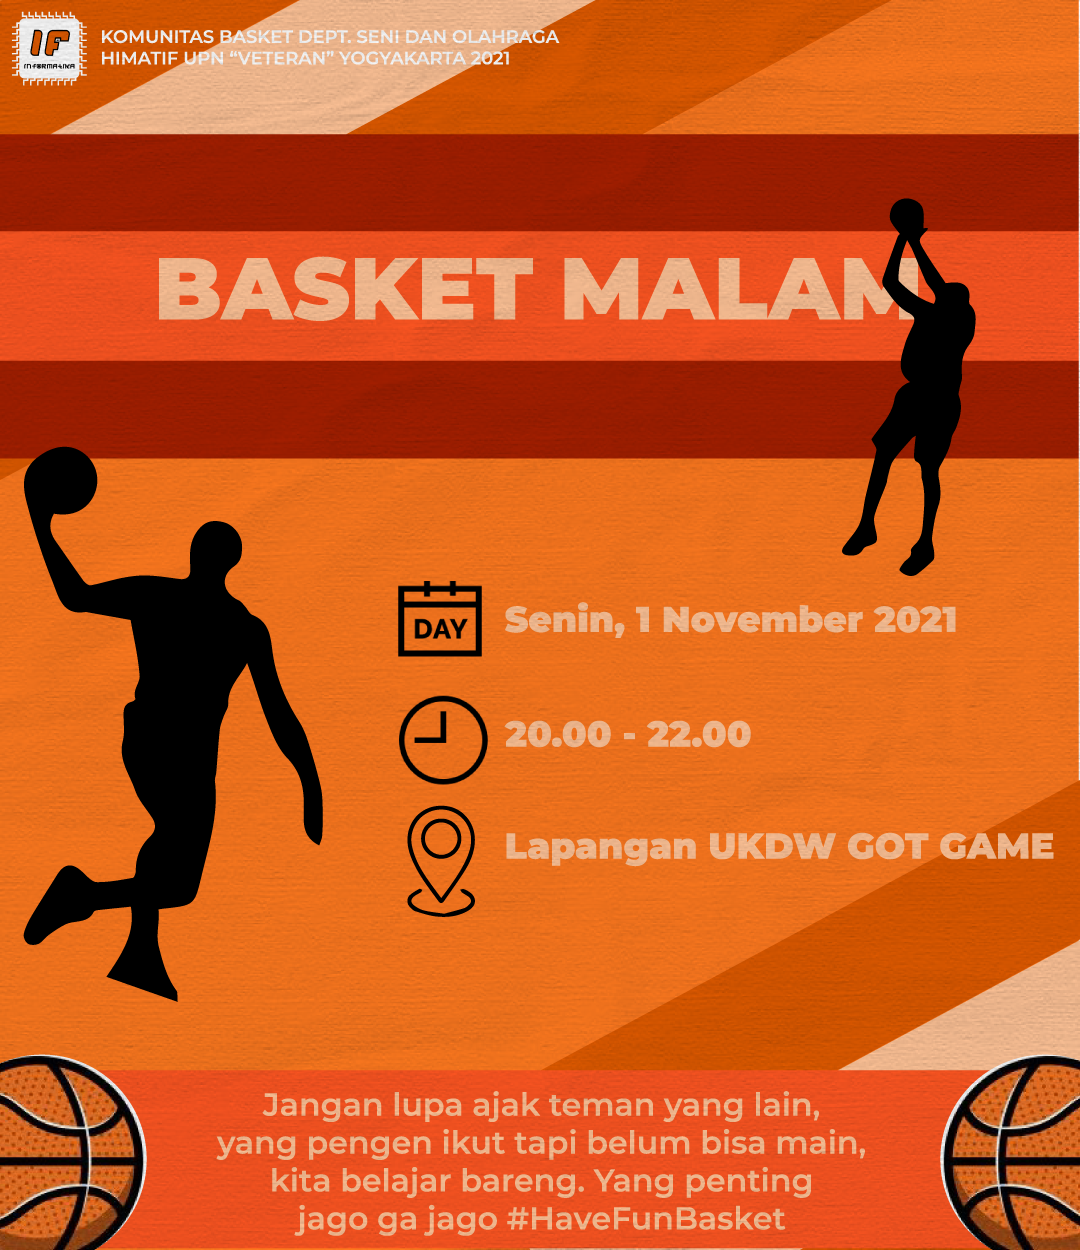 IF
INFORMATIKA
KOMUNITAS BASKET DEPT. SENI DAN OLAHRAGA
HIMATIF UPN “VETERAN” YOGYAKARTA 2021
BASKET MALAM
DAY
Senin, 1 November 2021
20.00 - 22.00
Lapangan UKDW GOT GAME
Jangan lupa ajak teman yang lain,
yang pengen ikut tapi belum bisa main,
kita belajar bareng. Yang penting
jago ga jago #HaveFunBasket